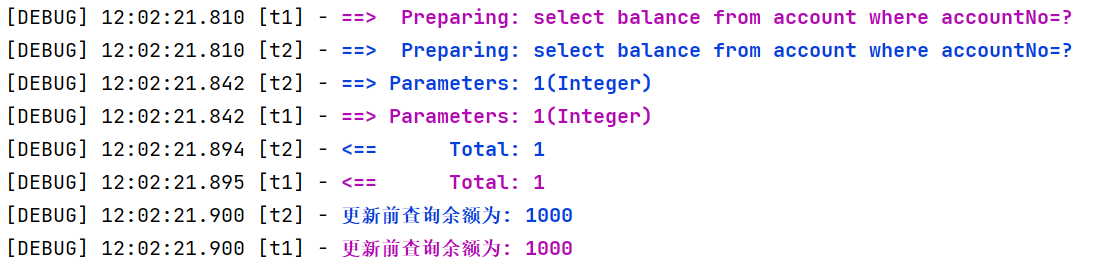 [DEBUG] 12:02:21.810 [t1] - ==>  Preparing: select balance from account where accountNo=?
[DEBUG] 12:02:21.810 [t2] - ==>  Preparing: select balance from account where accountNo=?
[DEBUG] 12:02:21.842 [t2] - ==> Parameters: 1(Integer)
[DEBUG] 12:02:21.842 [t1] - ==> Parameters: 1(Integer)
[DEBUG] 12:02:21.894 [t2] - <==      Total: 1
[DEBUG] 12:02:21.895 [t1] - <==      Total: 1
[DEBUG] 12:02:21.900 [t2] - 更新前查询余额为: 1000
[DEBUG] 12:02:21.900 [t1] - 更新前查询余额为: 1000